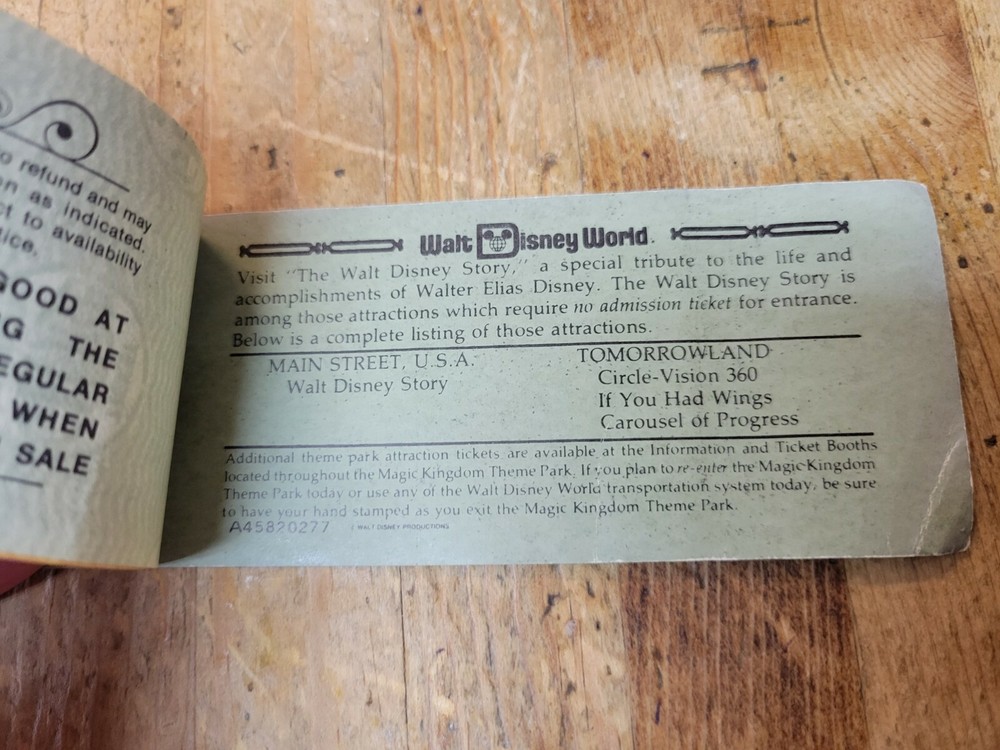 o refund and may
n as indicated.
ct to availability
ice.
GOOD AT
G THE
EGULAR
WHEN
SALE
Walt Disney World.
Visit "The Walt Disney Story," a special tribute to the life and
accomplishments of Walter Elias Disney. The Walt Disney Story is
among those attractions which require no admission ticket for entrance.
Below is a complete listing of those attractions.
MAIN STREET, U.S.A.
Walt Disney Story
TOMORROWLAND
Circle-Vision 360
If You Had Wings
Carousel of Progress
Additional theme park attraction tickets are available at the Information and Ticket Booths
located throughout the Magic Kingdom Theme Park. If you plan to re-enter the Magic Kingdom
Theme Park today or use any of the Walt Disney World transportation system today, be sure
to have your hand stamped as you exit the Magic Kingdom Theme Park.
A45820277 © WALT DISNEY PRODUCTIONS